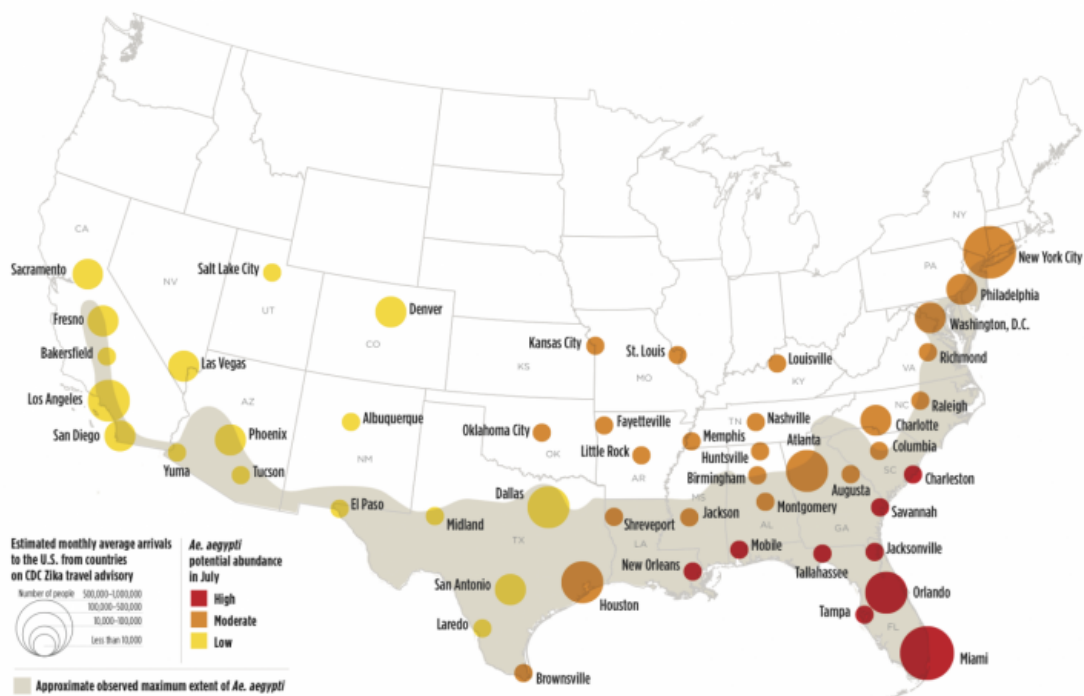 NY
New York City
PA
Philadelphia
Washington, D.C.
VA
Richmond
CA
Sacramento
NV
Salt Lake City
UT
Denver
CO
Fresno
Bakersfield
Las Vegas
Los Angeles
San Diego
AZ
Phoenix
Yuma
Tucson
Albuquerque
NM
KS
Kansas City
St. Louis
MO
Louisville
KY
Oklahoma City
OK
Fayetteville
Little Rock
AR
TN
Nashville
Memphis
Huntsville
Atlanta
Birmingham
NC
Raleigh
Charlotte
Columbia
SC
Charleston
Augusta
Savannah
MS
Jackson
AL
Montgomery
GA
El Paso
Midland
Dallas
TX
Shreveport
LA
New Orleans
Mobile
Tallahassee
Jacksonville
Orlando
Tampa
FL
Miami
San Antonio
Houston
Laredo
Brownsville
Estimated monthly average arrivals
to the U.S. from countries
on CDC Zika travel advisory
Number of people
500,000–1,000,000
100,000–500,000
10,000–100,000
Less than 10,000
Ae. aegypti
potential abundance
in July
High
Moderate
Low
Approximate observed maximum extent of Ae. aegypti